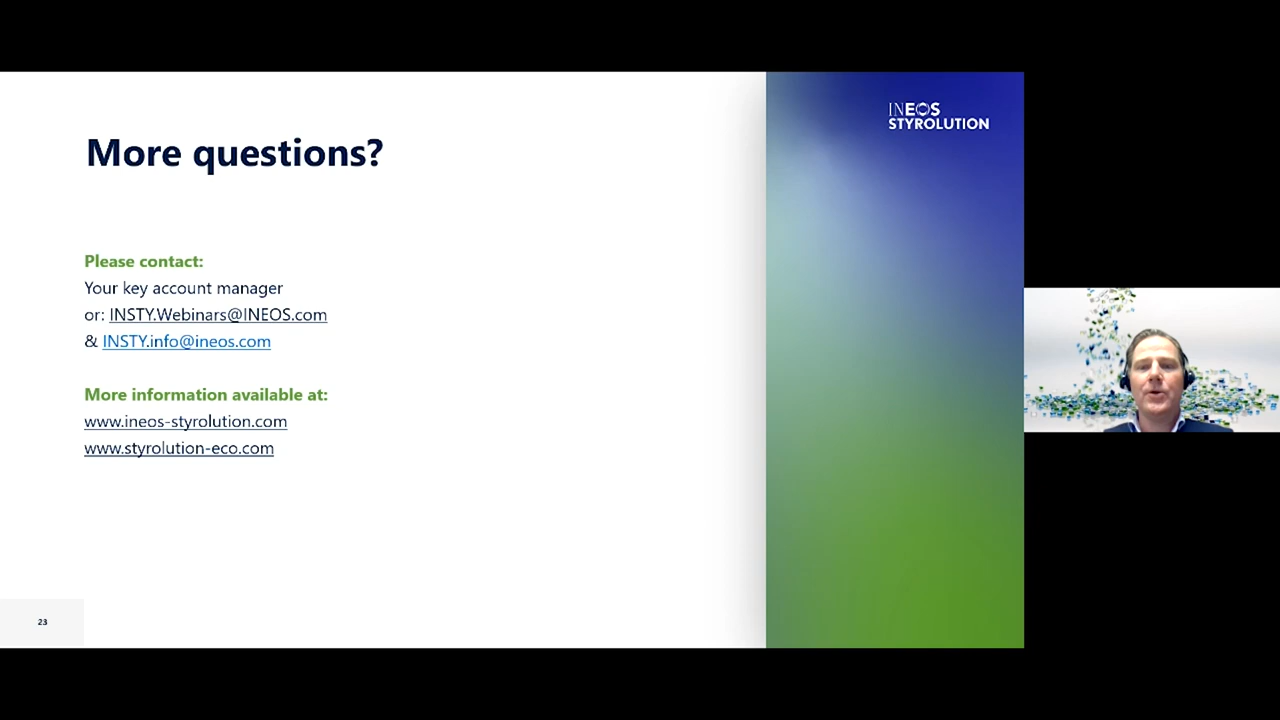 More questions?
INEOS
STYROLUTION
Please contact:
Your key account manager
or: INSTY.Webinars@INEOS.com
& INSTY.info@ineos.com
More information available at:
www.ineos-styrolution.com
www.styrolution-eco.com
23